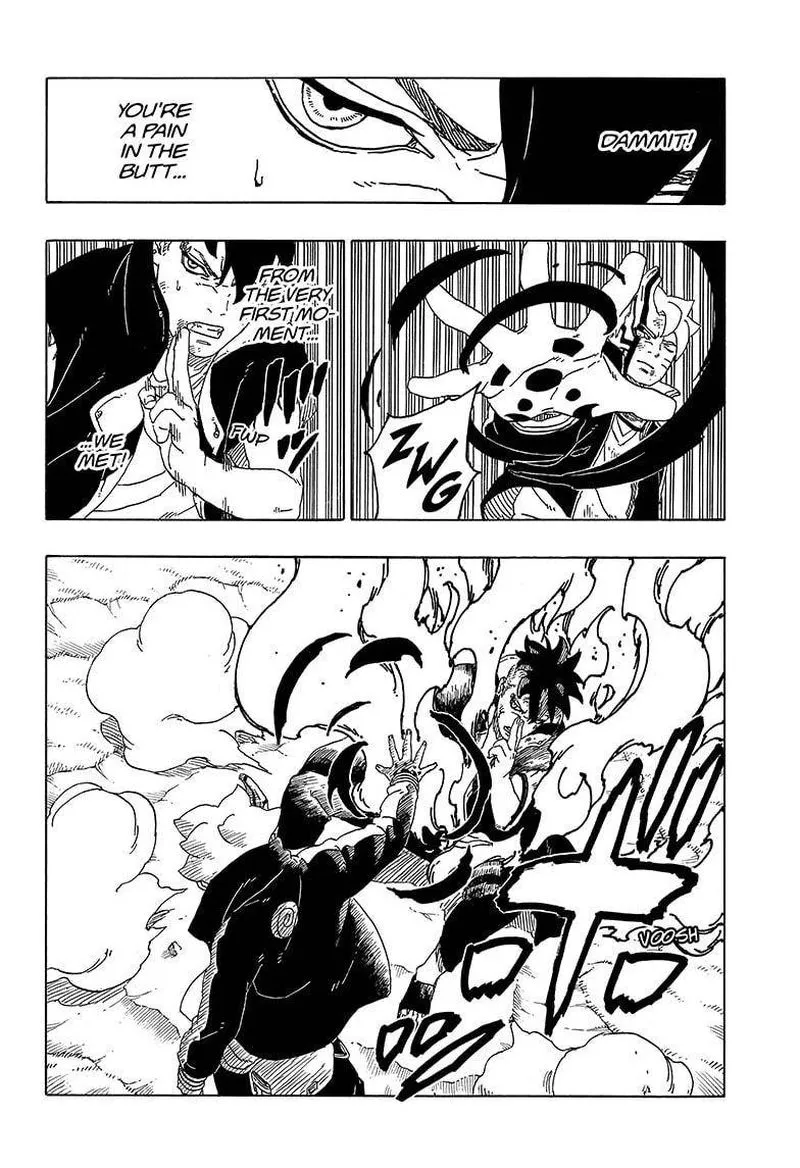 DAMMIT!
YOU'RE
A PAIN
IN THE
BUTT...
ZWG
FROM
THE VERY
FIRST MO-
MENT...
...WE
MET!
FWP
VOOSH